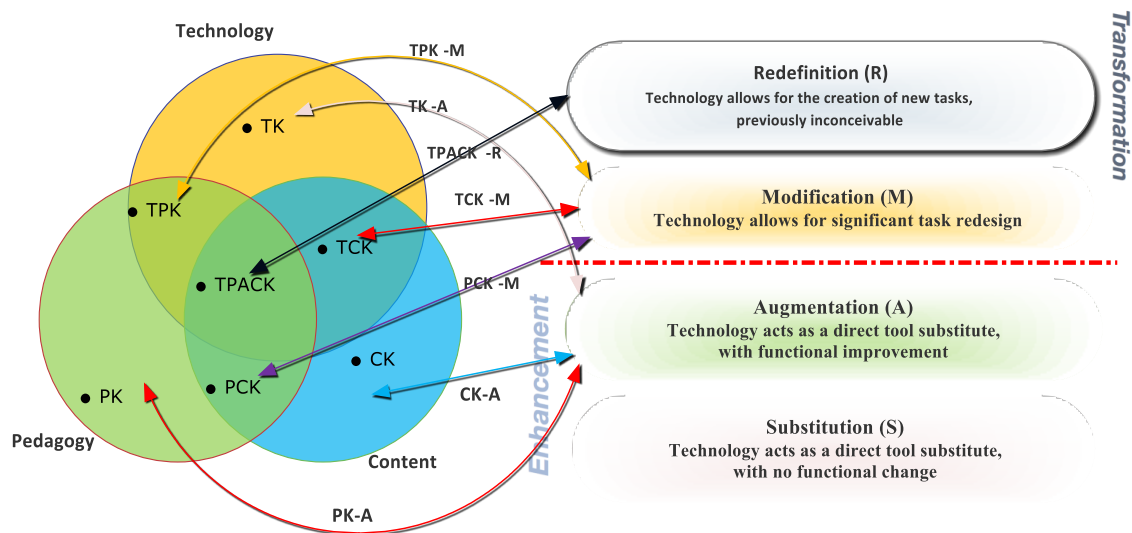 Technology
TK
TPK
TCK
TPACK
CK
PCK
PK
Pedagogy
Content
TPK -M
TK -A
TPACK -R
TCK - M
PCK -M
CK-A
PK-A
Redefinition (R)
Technology allows for the creation of new tasks,
previously inconceivable
Modification (M)
Technology allows for significant task redesign
Augmentation (A)
Technology acts as a direct tool substitute,
with functional improvement
Substitution (S)
Technology acts as a direct tool substitute,
with no functional change
Transformation
Enhancement